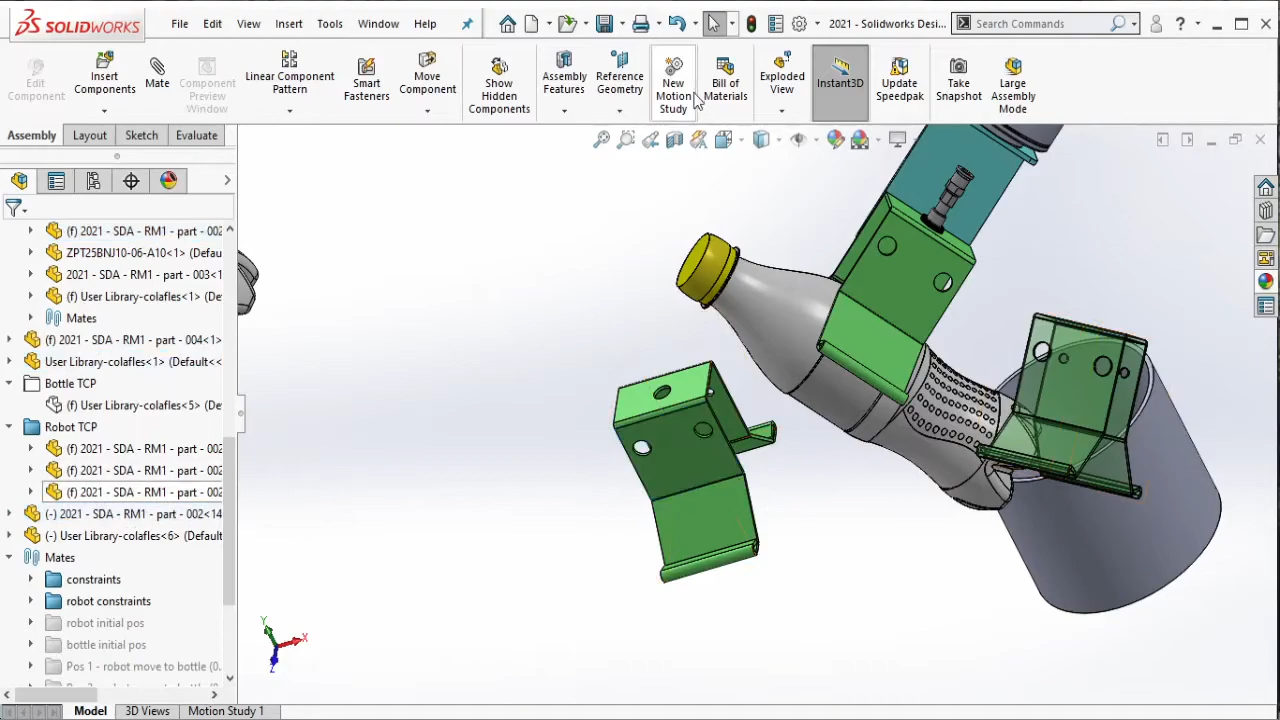 SOLIDWORKS File Edit View Insert Tools Window Help 2021 - Solidworks Desi... Search Commands ?
Edit Component
Insert Components
Mate
Component Preview Window
Linear Component Pattern
Smart Fasteners
Move Component
Show Hidden Components
Assembly Features
Reference Geometry
New Motion Study
Bill of Materials
Exploded View
Instant3D
Update Speedpak
Take Snapshot
Large Assembly Mode
Assembly Layout Sketch Evaluate
(f) 2021 - SDA - RM1 - part - 002
ZPT25BNJ10-06-A10<1> (Defau
2021 - SDA - RM1 - part - 003<1
(f) User Library-colafles<1> (De
Mates
(f) 2021 - SDA - RM1 - part - 004<1
User Library-colafles<1> (Default<<
Bottle TCP
(f) User Library-colafles<5> (De
Robot TCP
(f) 2021 - SDA - RM1 - part - 002
(f) 2021 - SDA - RM1 - part - 002
(f) 2021 - SDA - RM1 - part - 002
(-) 2021 - SDA - RM1 - part - 002<14
(-) User Library-colafles<6> (Default
Mates
constraints
robot constraints
robot initial pos
bottle initial pos
Pos 1 - robot move to bottle (0.
Y
X
Z
Model 3D Views Motion Study 1